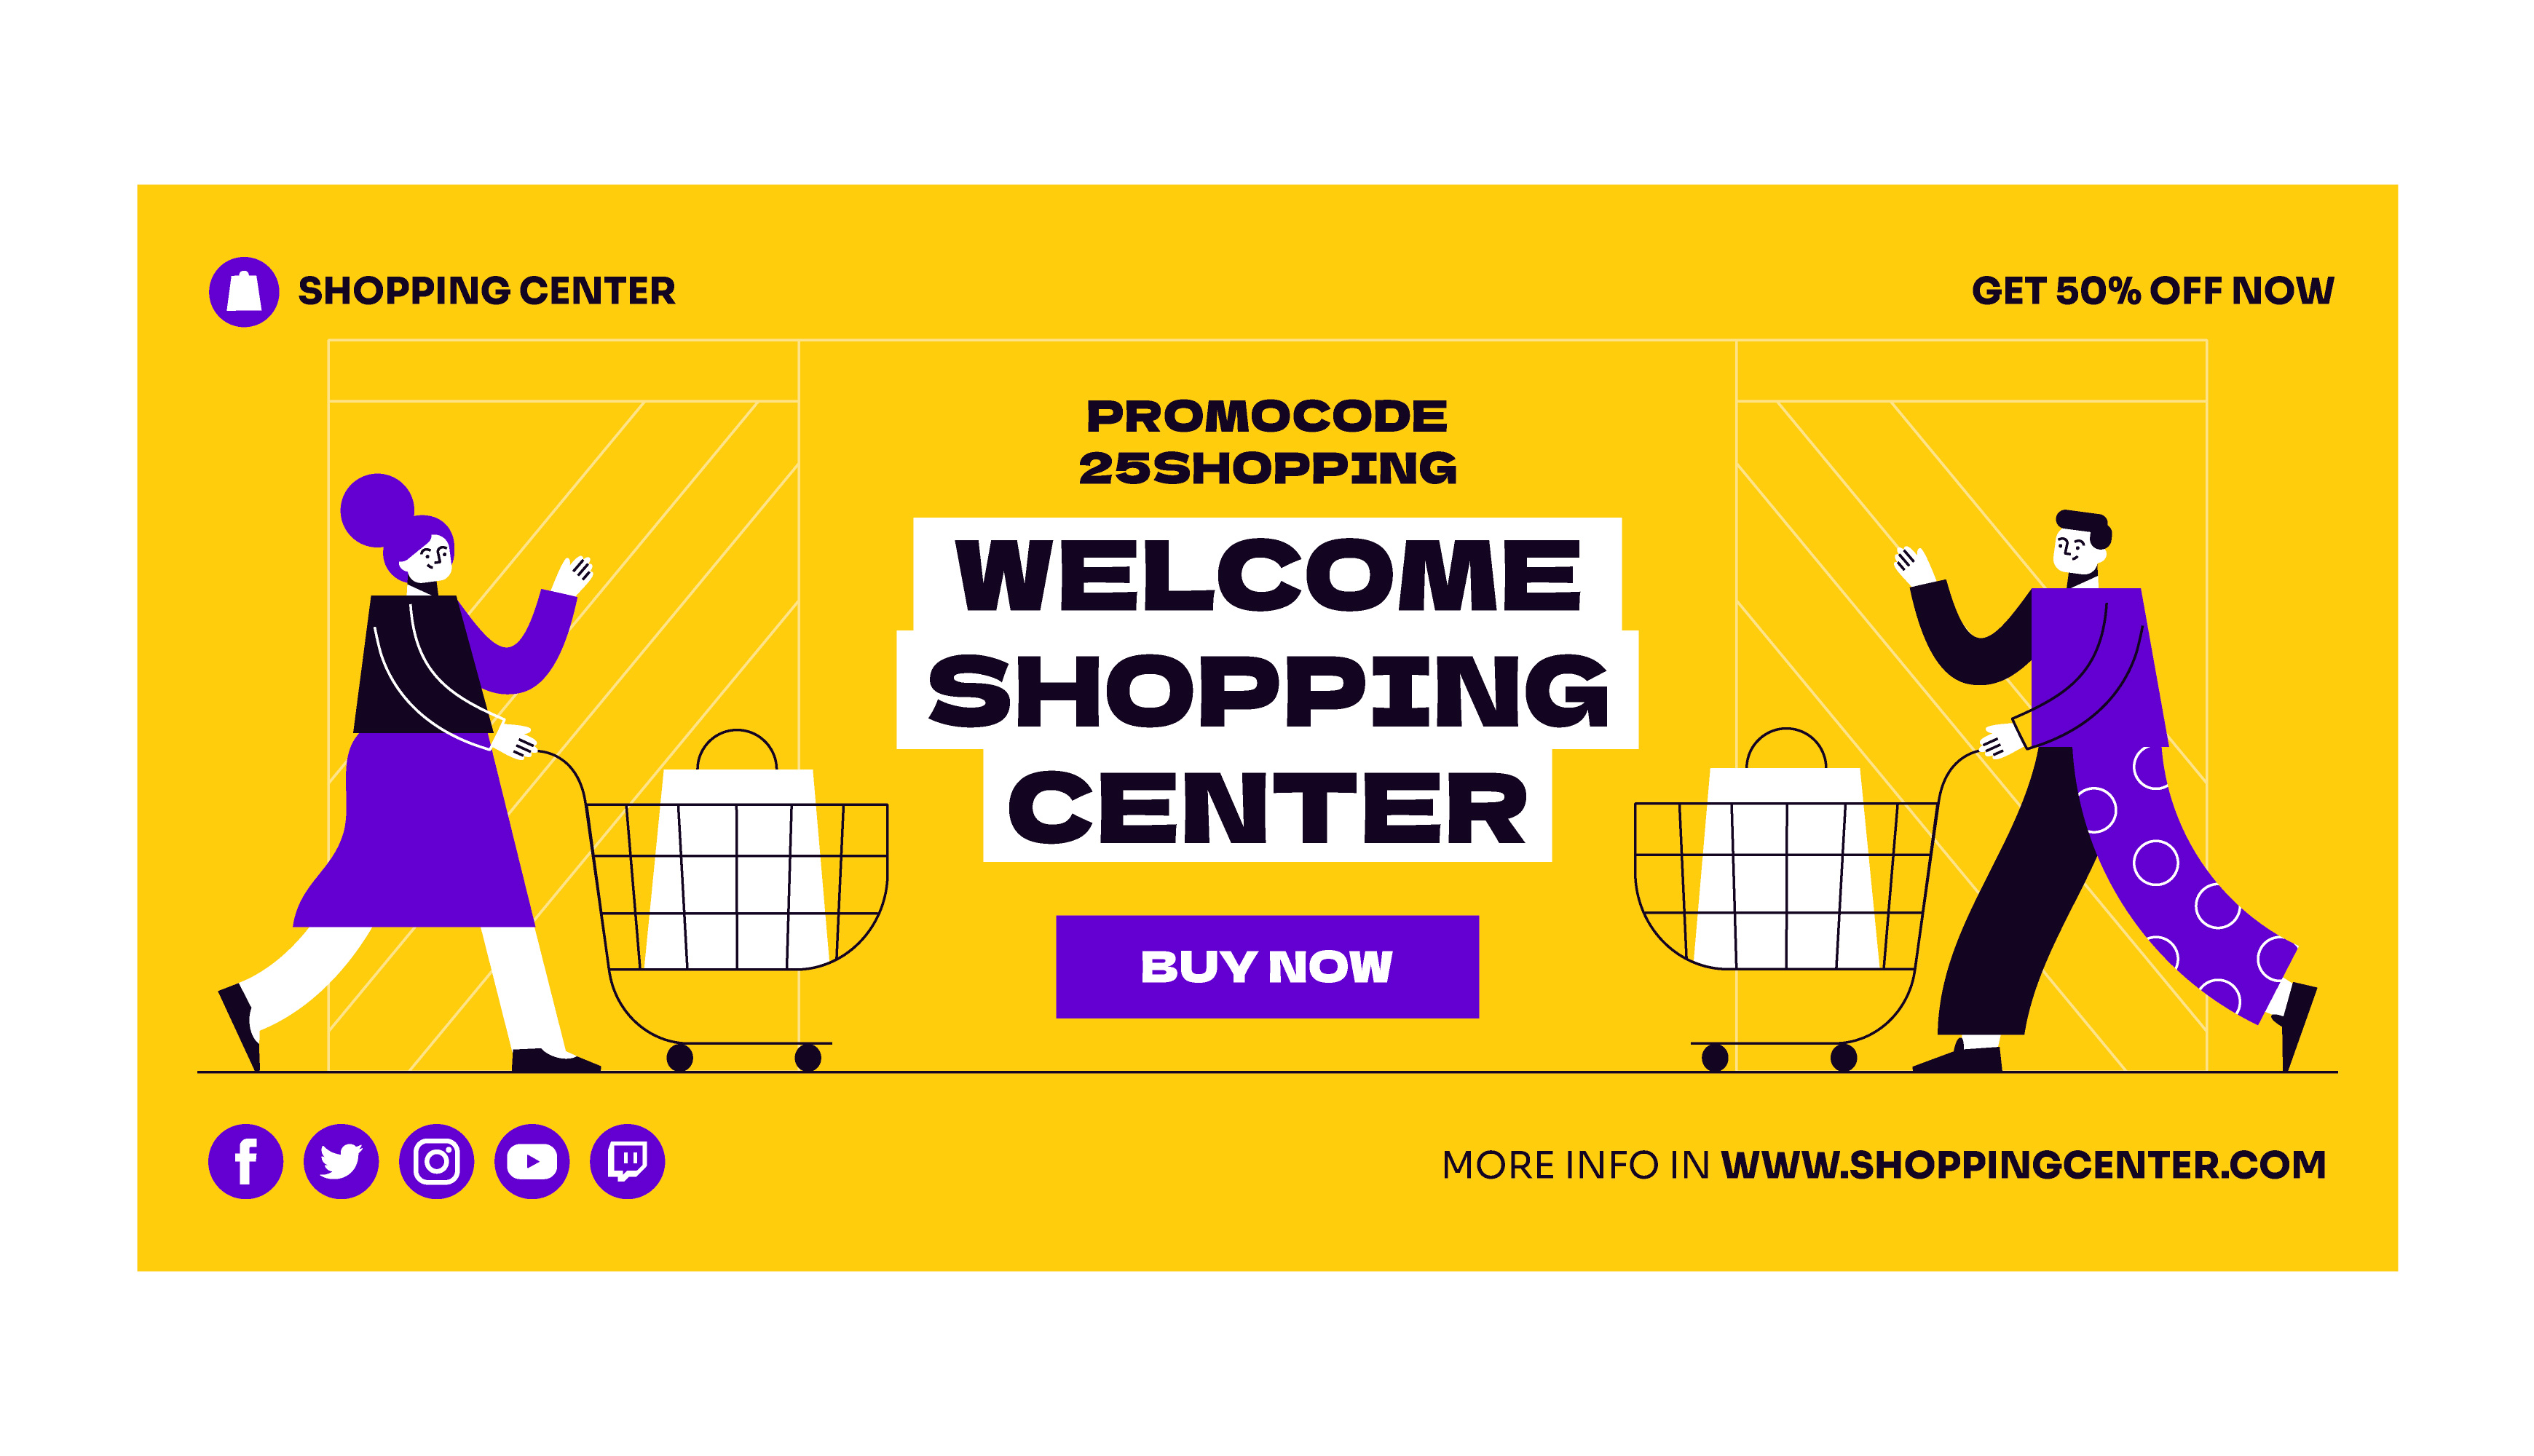 SHOPPING CENTER
GET 50% OFF NOW
PROMOCODE
25SHOPPING
WELCOME
SHOPPING
CENTER
BUY NOW
MORE INFO IN WWW.SHOPPINGCENTER.COM